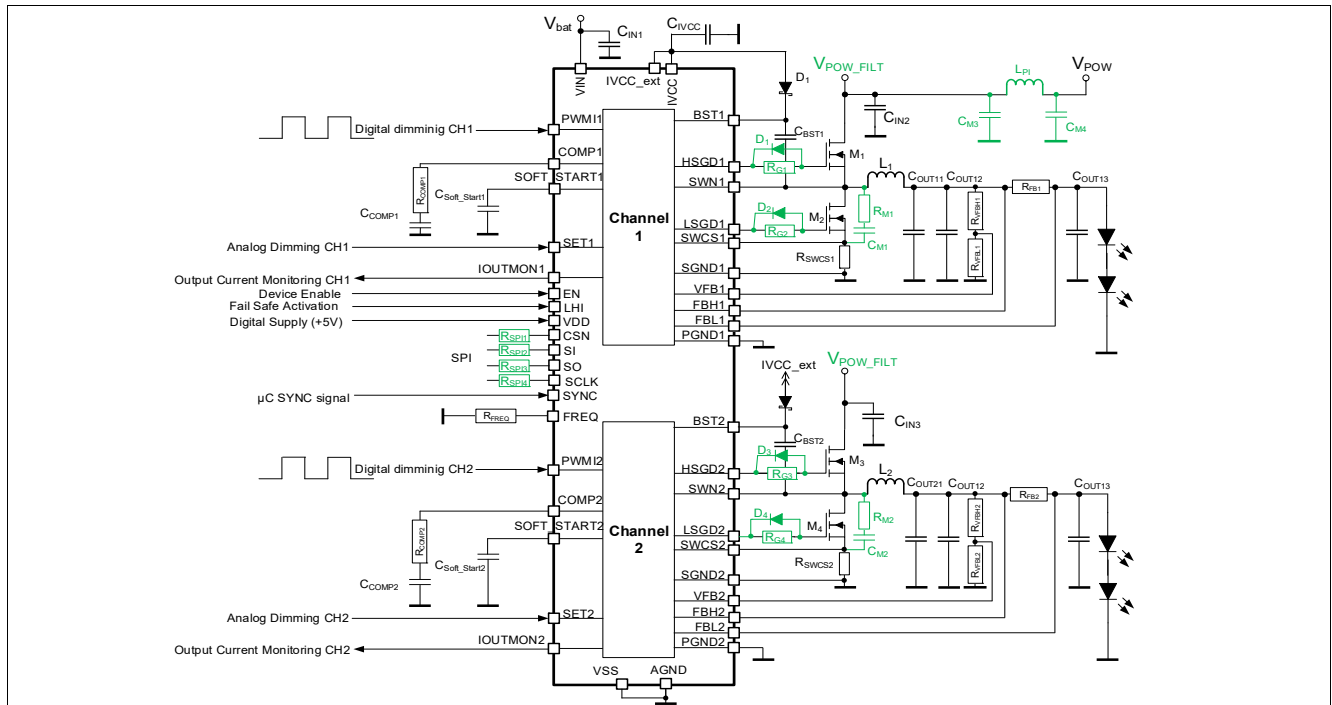 Vbat
CIN1
CIVCC
IVCC_ext
VIN
IVCC
D1
VPOW_FILT
LPI
VPOW
CIN2
CM3
CM4
Digital dimminig CH1
PWMI1
BST1
CBST1
COMP1
D1
RG1
M1
HSGD1
SOFT_START1
SWN1
L1
COUT11
COUT12
RFB1
COUT13
RCOMP1
CSoft_Start1
CCOMP1
Channel
1
D2
RG2
M2
RM1
CM1
RVFBH1
RVFBL1
LSGD1
SWCS1
Analog Dimming CH1
SET1
RSWCS1
SGND1
Output Current Monitoring CH1
IOUTMON1
Device Enable
EN
VFB1
Fail Safe Activation
LHI
FBH1
Digital Supply (+5V)
VDD
FBL1
RSPI1
CSN
PGND1
SPI
RSPI2
SI
RSPI3
SO
RSPI4
SCLK
IVCC_ext
VPOW_FILT
µC SYNC signal
SYNC
RFREQ
FREQ
BST2
CIN3
CBST2
D3
RG3
M3
Digital dimminig CH2
PWMI2
HSGD2
L2
COUT21
COUT12
RFB2
COUT13
SWN2
COMP2
SOFT_START2
RCOMP2
CSoft_Start2
CCOMP2
Channel
2
D4
RG4
M4
RM2
CM2
RVFBH2
RVFBL2
LSGD2
SWCS2
RSWCS2
SGND2
VFB2
Analog Dimming CH2
SET2
FBH2
FBL2
Output Current Monitoring CH2
IOUTMON2
PGND2
VSS
AGND